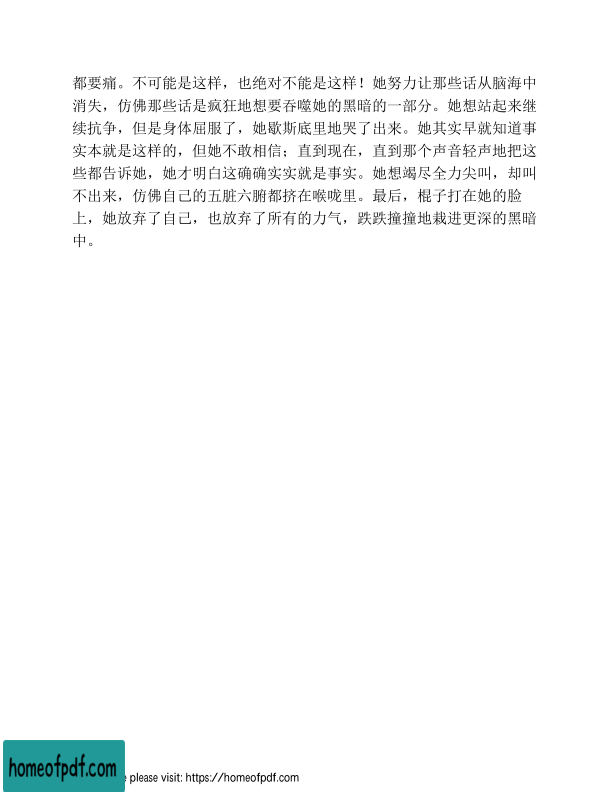 都要痛。不可能是这样，也绝对不能是这样！她努力让那些话从脑海中
消失，仿佛那些话是疯狂地想要吞噬她的黑暗的一部分。她想站起来继
续抗争，但是身体屈服了，她歇斯底里地哭了出来。她其实早就知道事
实本就是这样的，但她不敢相信；直到现在，直到那个声音轻声地把这
些都告诉她，她才明白这确确实实就是事实。她想竭尽全力尖叫，却叫
不出来，仿佛自己的五脏六腑都挤在喉咙里。最后，棍子打在她的脸
上，她放弃了自己，也放弃了所有的力气，跌跌撞撞地栽进更深的黑暗
中。
homeofpdf.com
e please visit: https://homeofpdf.com